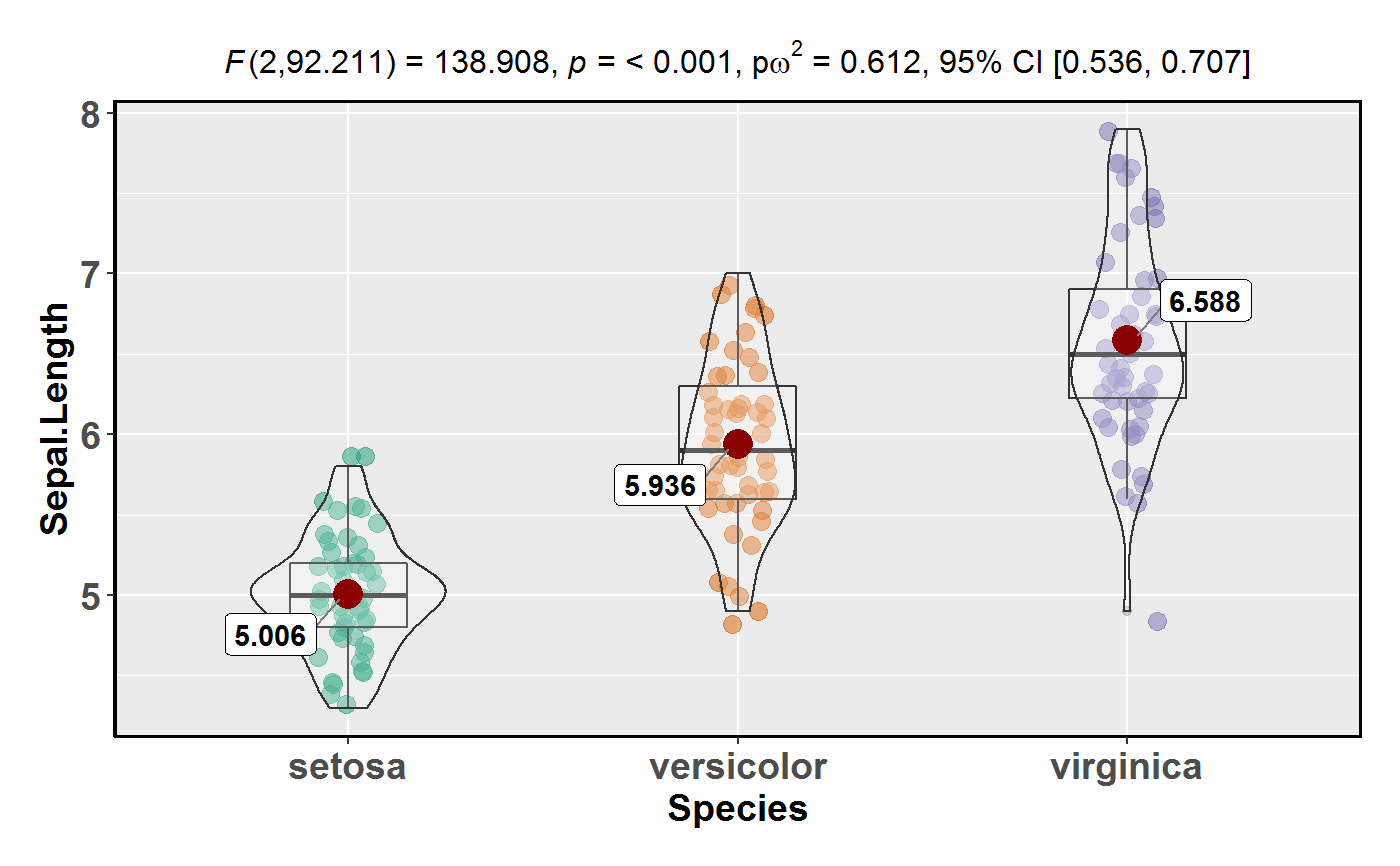 F(2,92.211) = 138.908, p = < 0.001, pω² = 0.612, 95% CI [0.536, 0.707]
8
7
6
5
Sepal.Length
6.588
5.936
5.006
setosa versicolor virginica
Species